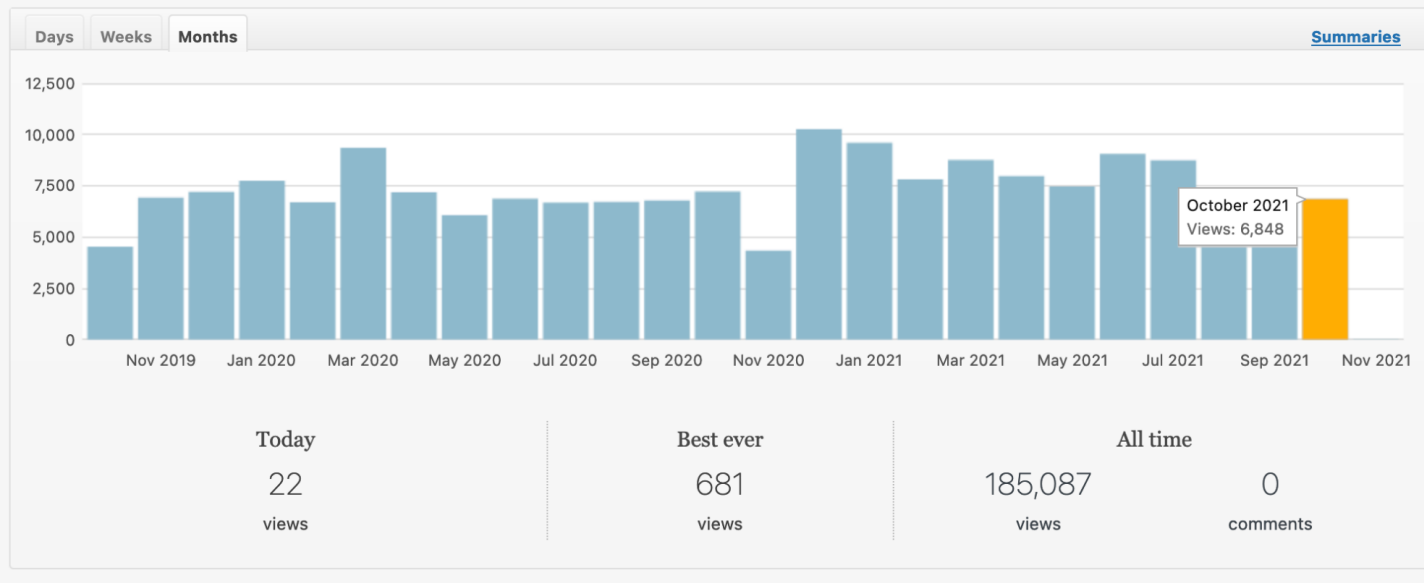 Days Weeks Months Summaries
12,500
10,000
7,500
5,000
2,500
0
October 2021
Views: 6,848
Nov 2019 Jan 2020 Mar 2020 May 2020 Jul 2020 Sep 2020 Nov 2020 Jan 2021 Mar 2021 May 2021 Jul 2021 Sep 2021 Nov 2021
Today Best ever All time
22 681 185,087 0
views views views comments